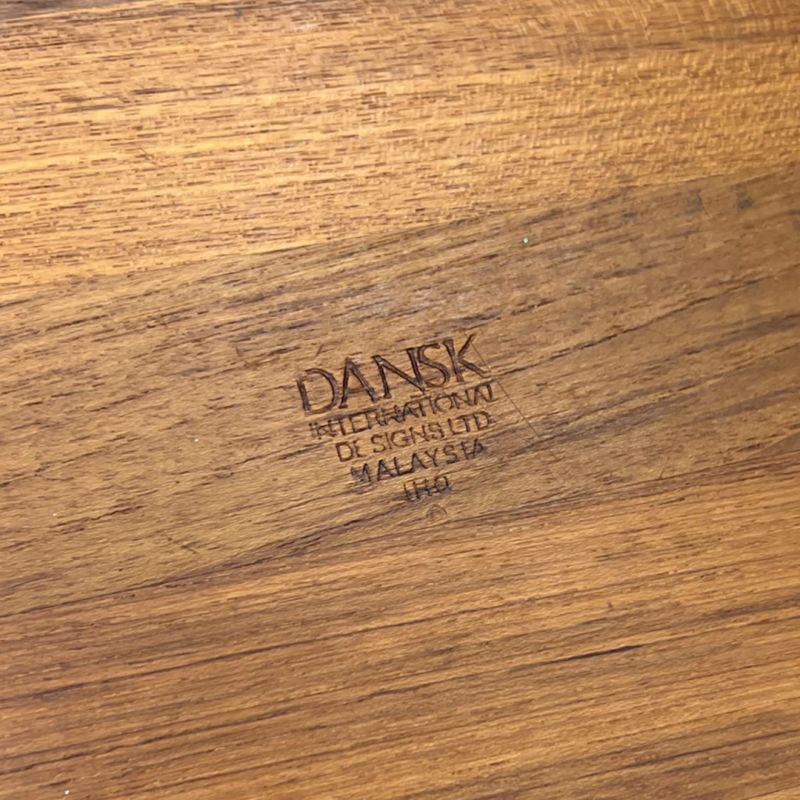 DANSK
INTERNATIONAL
DESIGNS LTD
MALAYSIA
IHQ